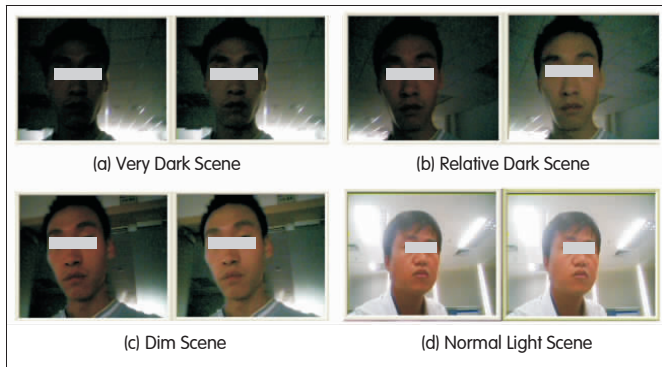 (a) Very Dark Scene
(b) Relative Dark Scene
(c) Dim Scene
(d) Normal Light Scene